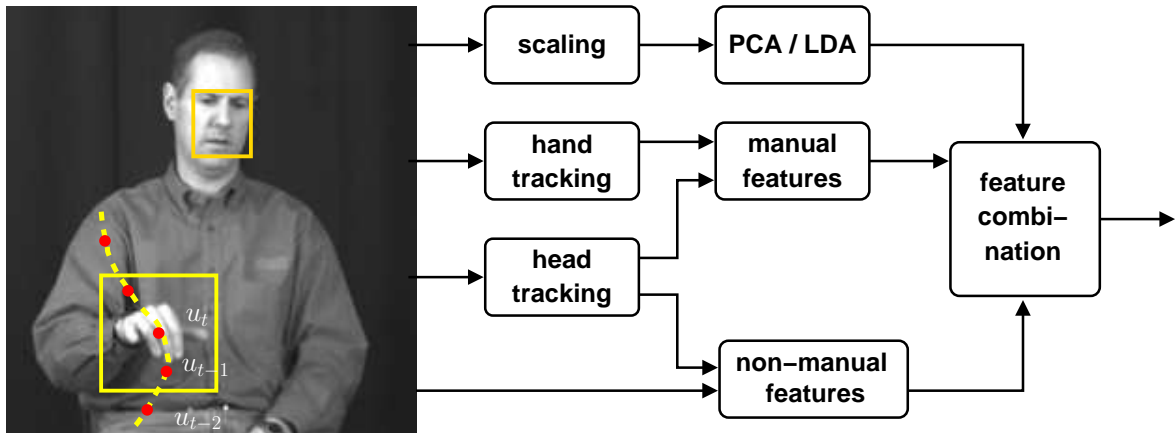 scaling
PCA / LDA
hand
tracking
manual
features
feature
combi–
nation
head
tracking
non–manual
features
u_t
u_{t−1}
u_{t−2}